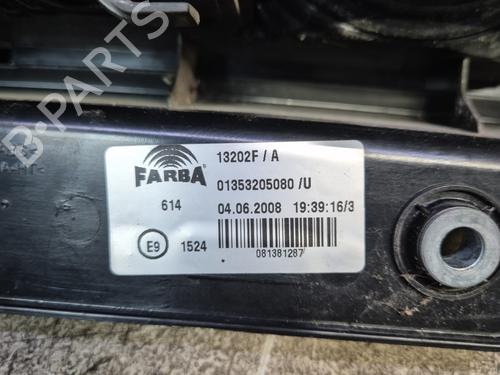 B-PARTS
FARBA
13202F / A
01353205080 /U
614
04.06.2008 19:39:16/3
E9
1524
081381287